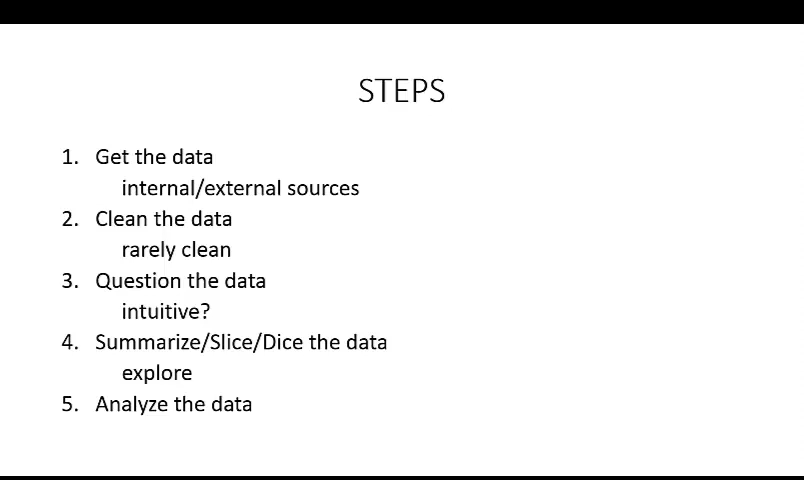 STEPS
1. Get the data
internal/external sources
2. Clean the data
rarely clean
3. Question the data
intuitive?
4. Summarize/Slice/Dice the data
explore
5. Analyze the data